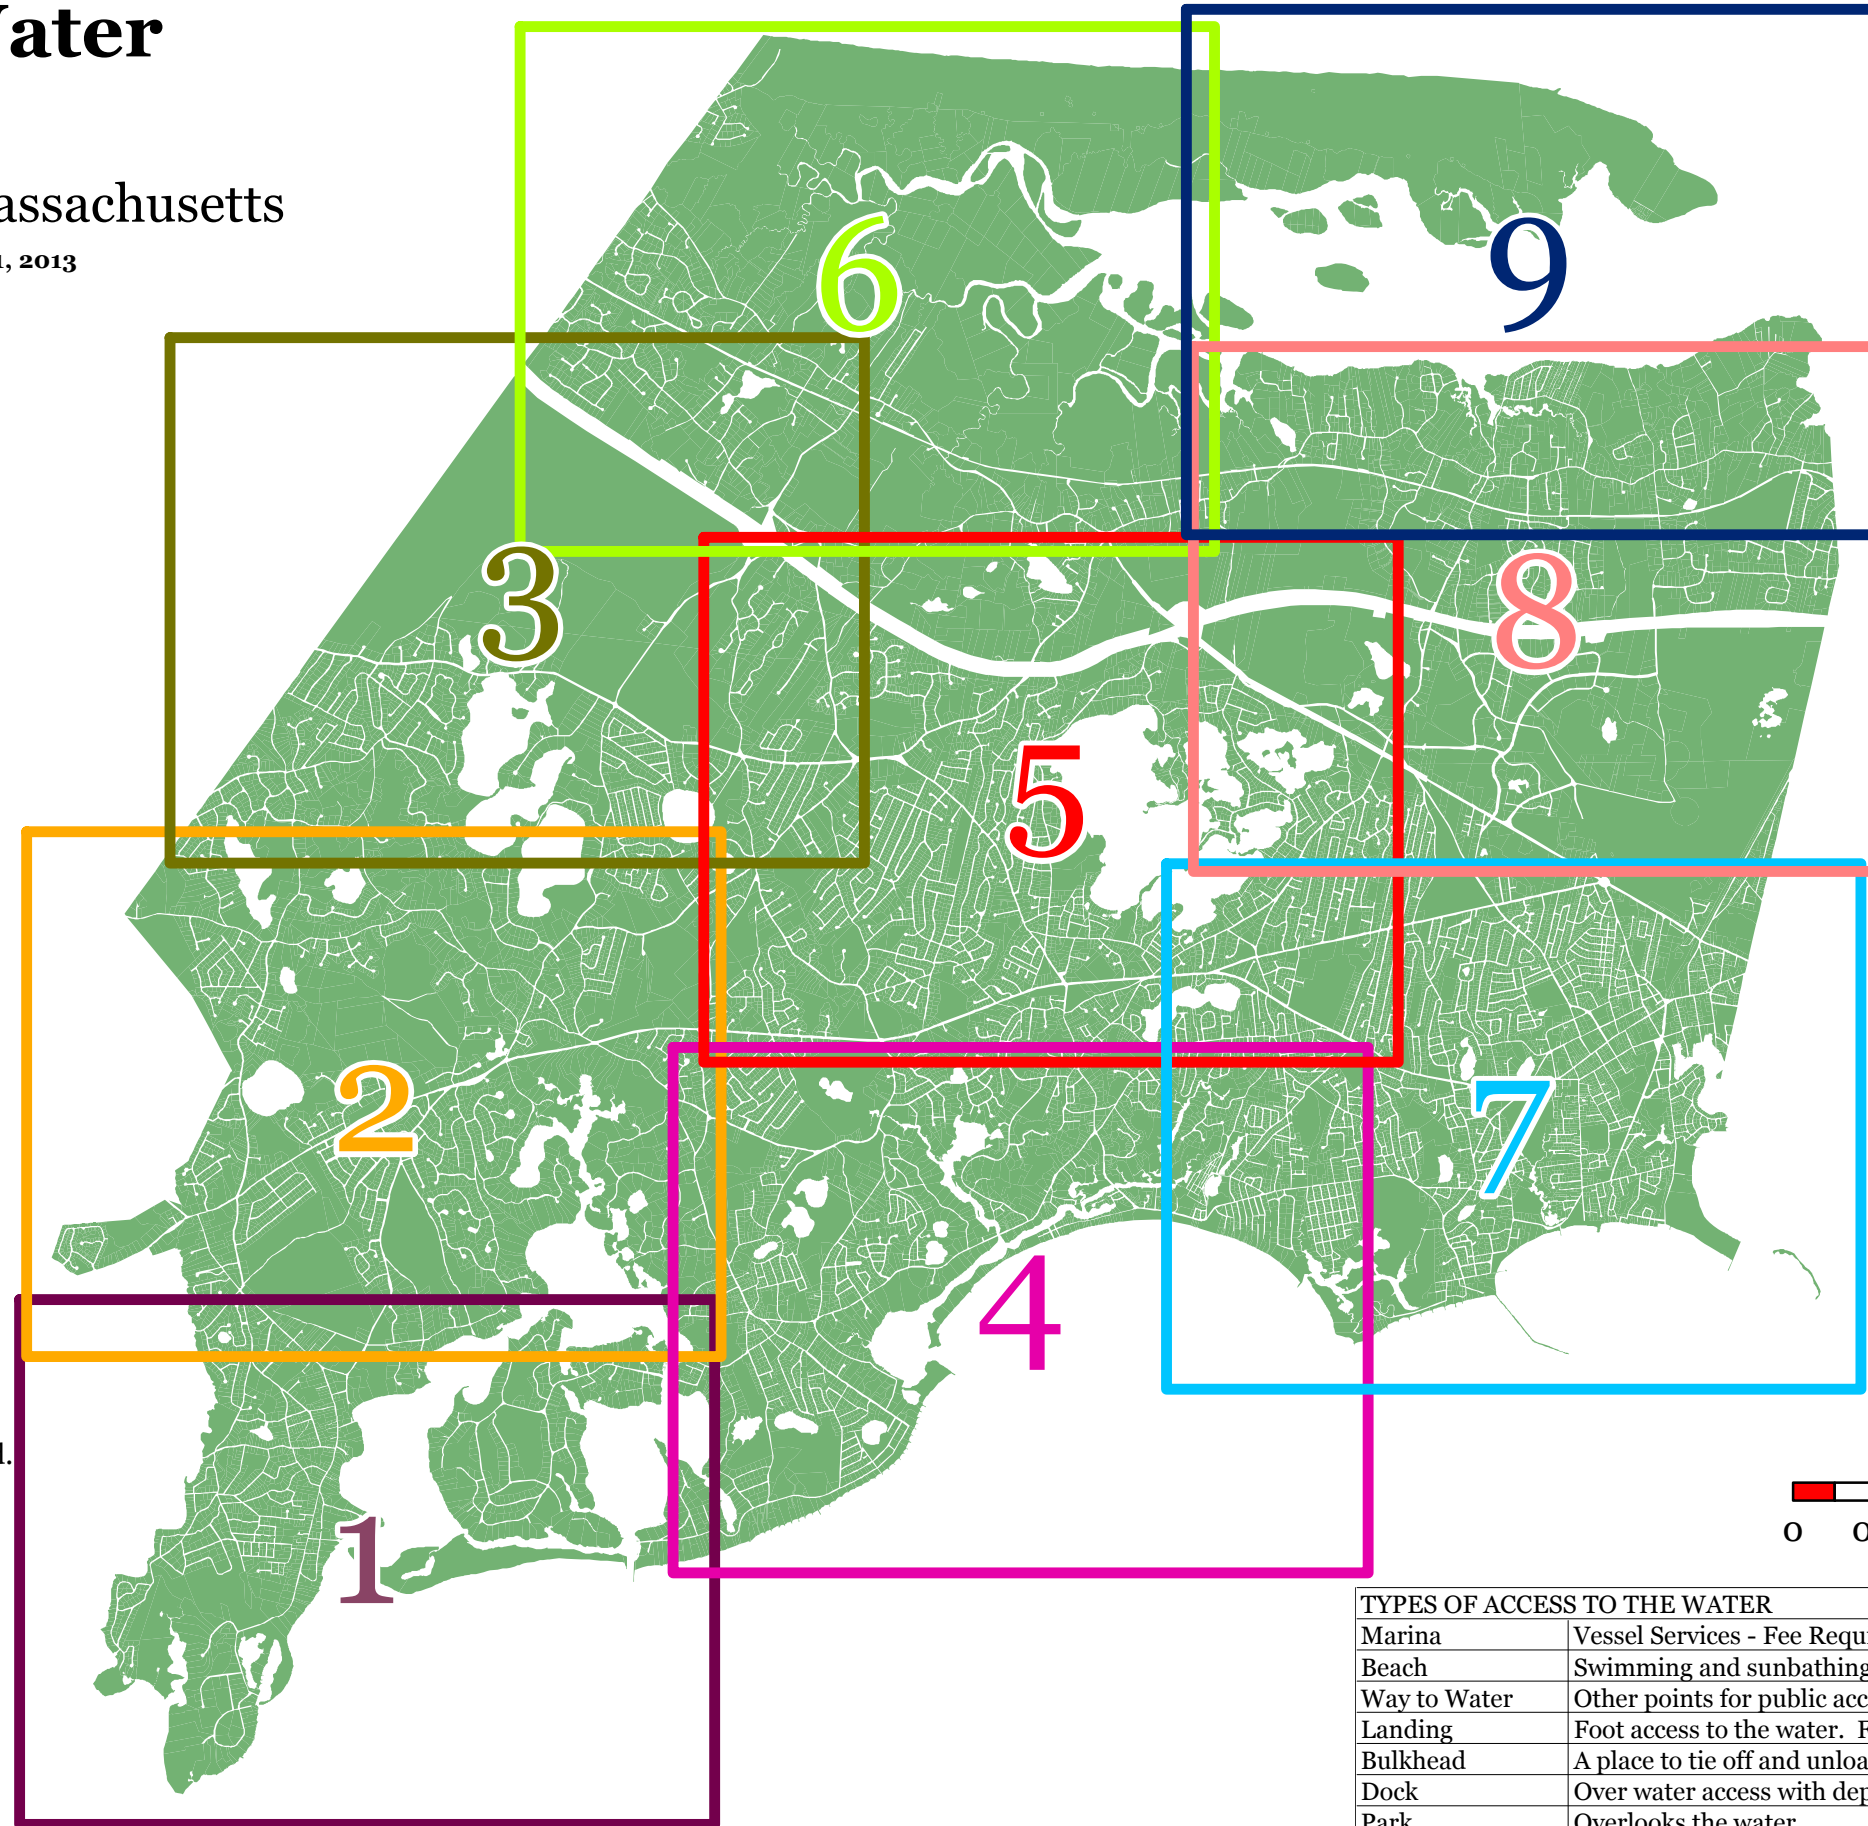 ater
assachusetts
1, 2013
6
9
3
8
5
2
7
4
1
l.
0 0
TYPES OF ACCESS TO THE WATER
Marina Vessel Services - Fee Requi
Beach Swimming and sunbathing
Way to Water Other points for public acc
Landing Foot access to the water. F
Bulkhead A place to tie off and unloa
Dock Over water access with dep
Park Overlooks the water